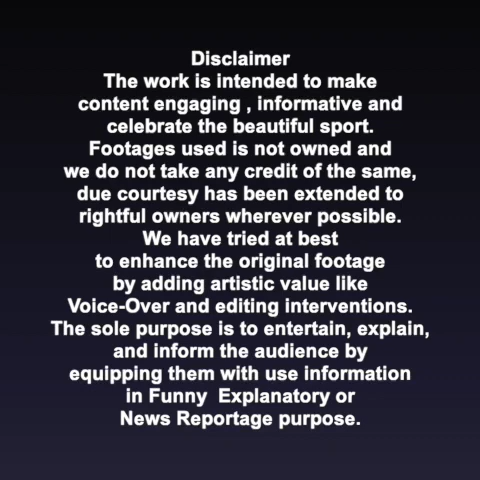 Disclaimer
The work is intended to make
content engaging , informative and
celebrate the beautiful sport.
Footages used is not owned and
we do not take any credit of the same,
due courtesy has been extended to
rightful owners wherever possible.
We have tried at best
to enhance the original footage
by adding artistic value like
Voice-Over and editing interventions.
The sole purpose is to entertain, explain,
and inform the audience by
equipping them with use information
in Funny  Explanatory or
News Reportage purpose.